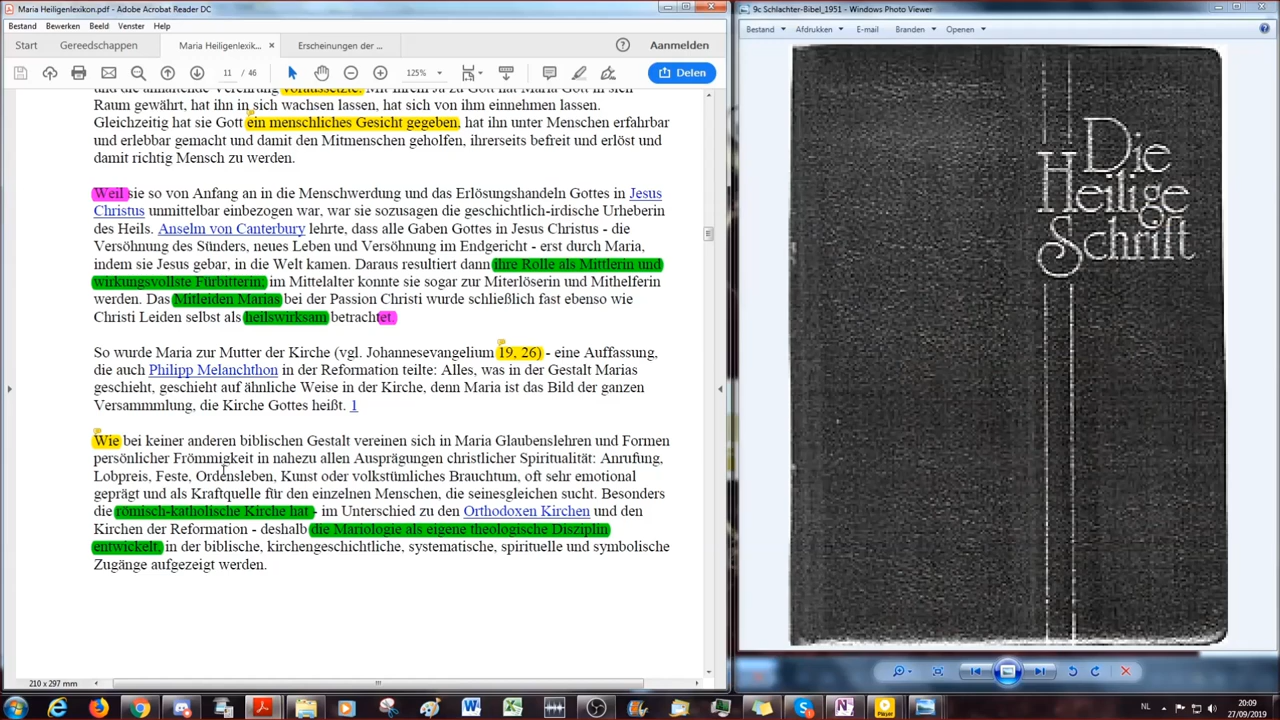 Maria Heiligenlexikon.pdf - Adobe Acrobat Reader DC
Bestand Bewerken Beeld Venster Help
Start Gereedschappen Maria Heiligenlexik... × Erscheinungen der ... Aanmelden
11 / 46 125% Delen
Raum gewährt, hat ihn in sich wachsen lassen, hat sich von ihm einnehmen lassen.
Gleichzeitig hat sie Gott ein menschliches Gesicht gegeben, hat ihn unter Menschen erfahrbar
und erlebbar gemacht und damit den Mitmenschen geholfen, ihrerseits befreit und erlöst und
damit richtig Mensch zu werden.
Weil sie so von Anfang an in die Menschwerdung und das Erlösungshandeln Gottes in Jesus
Christus unmittelbar einbezogen war, war sie sozusagen die geschichtlich-irdische Urheberin
des Heils. Anselm von Canterbury lehrte, dass alle Gaben Gottes in Jesus Christus - die
Versöhnung des Sünders, neues Leben und Versöhnung im Endgericht - erst durch Maria,
indem sie Jesus gebar, in die Welt kamen. Daraus resultiert dann ihre Rolle als Mittlerin und
wirkungsvollste Fürbitterin, im Mittelalter konnte sie sogar zur Miterlöserin und Mithelferin
werden. Das Mitleiden Marias bei der Passion Christi wurde schließlich fast ebenso wie
Christi Leiden selbst als heilswirksam betrachtet.
So wurde Maria zur Mutter der Kirche (vgl. Johannesevangelium 19, 26) - eine Auffassung,
die auch Philipp Melanchthon in der Reformation teilte: Alles, was in der Gestalt Marias
geschieht, geschieht auf ähnliche Weise in der Kirche, denn Maria ist das Bild der ganzen
Versammmlung, die Kirche Gottes heißt. 1
Wie bei keiner anderen biblischen Gestalt vereinen sich in Maria Glaubenslehren und Formen
persönlicher Frömmigkeit in nahezu allen Ausprägungen christlicher Spiritualität: Anrufung,
Lobpreis, Feste, Ordensleben, Kunst oder volkstümliches Brauchtum, oft sehr emotional
geprägt und als Kraftquelle für den einzelnen Menschen, die seinesgleichen sucht. Besonders
die römisch-katholische Kirche hat - im Unterschied zu den Orthodoxen Kirchen und den
Kirchen der Reformation - deshalb die Mariologie als eigene theologische Disziplin
entwickelt, in der biblische, kirchengeschichtliche, systematische, spirituelle und symbolische
Zugänge aufgezeigt werden.
210 x 297 mm
9c Schlachter-Bibel_1951 - Windows Photo Viewer
Bestand Afdrukken E-mail Branden Openen
Die
Heilige
Schrift
NL 20:09
27/09/2019